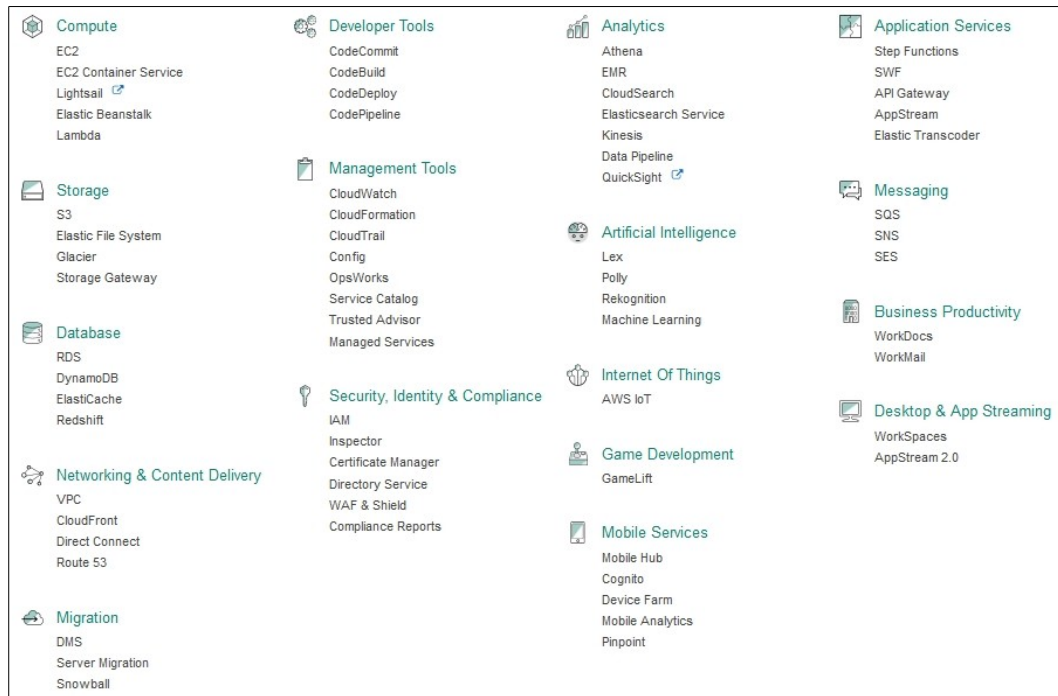 Compute
EC2
EC2 Container Service
Lightsail
Elastic Beanstalk
Lambda
Storage
S3
Elastic File System
Glacier
Storage Gateway
Database
RDS
DynamoDB
ElastiCache
Redshift
Networking & Content Delivery
VPC
CloudFront
Direct Connect
Route 53
Migration
DMS
Server Migration
Snowball
Developer Tools
CodeCommit
CodeBuild
CodeDeploy
CodePipeline
Management Tools
CloudWatch
CloudFormation
CloudTrail
Config
OpsWorks
Service Catalog
Trusted Advisor
Managed Services
Security, Identity & Compliance
IAM
Inspector
Certificate Manager
Directory Service
WAF & Shield
Compliance Reports
Analytics
Athena
EMR
CloudSearch
Elasticsearch Service
Kinesis
Data Pipeline
QuickSight
Artificial Intelligence
Lex
Polly
Rekognition
Machine Learning
Internet Of Things
AWS IoT
Game Development
GameLift
Mobile Services
Mobile Hub
Cognito
Device Farm
Mobile Analytics
Pinpoint
Application Services
Step Functions
SWF
API Gateway
AppStream
Elastic Transcoder
Messaging
SQS
SNS
SES
Business Productivity
WorkDocs
WorkMail
Desktop & App Streaming
WorkSpaces
AppStream 2.0